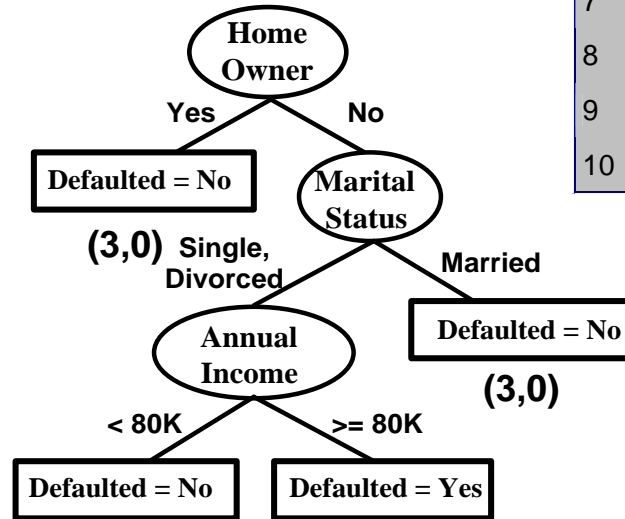 7
Home
Owner
8
Yes
No
9
10
Defaulted = No
Marital
Status
(3,0)
Single,
Divorced
Married
Annual
Income
Defaulted = No
(3,0)
< 80K
>= 80K
Defaulted = No
Defaulted = Yes